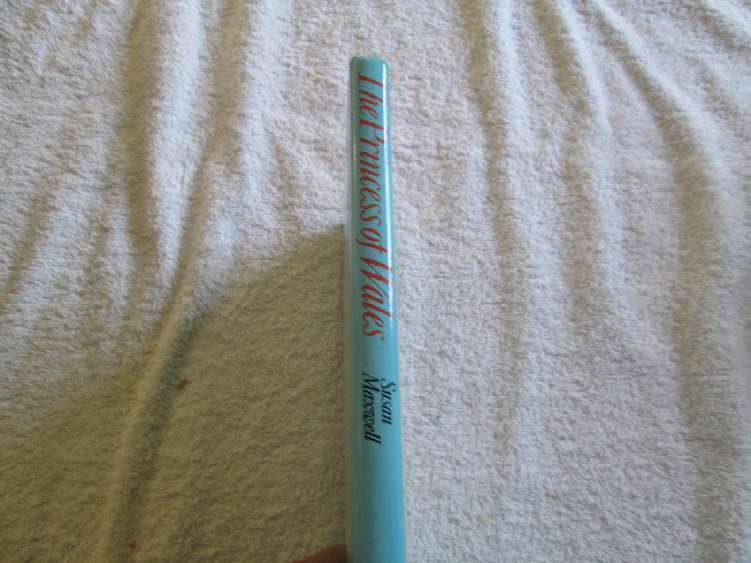 The Princess of Wales
Susan
Maxwell